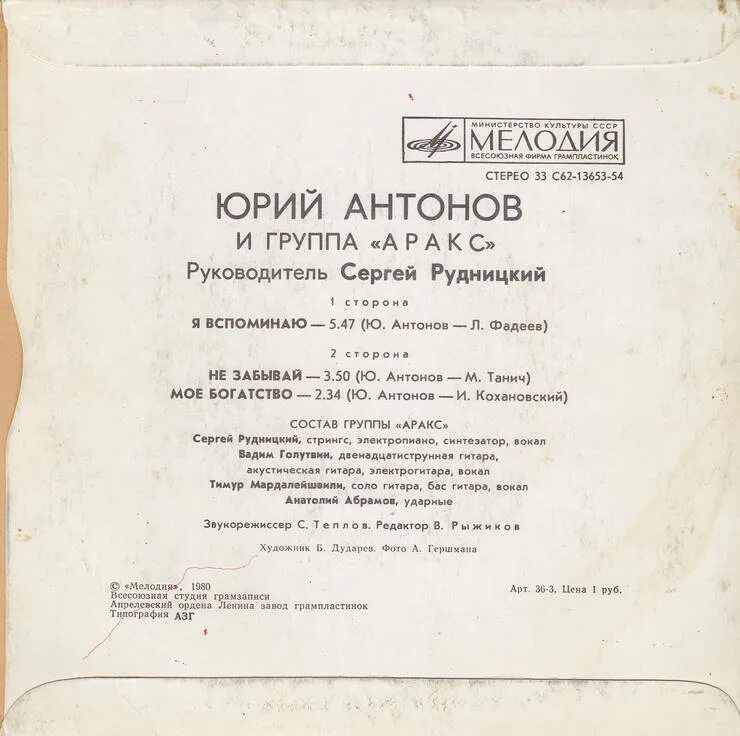 МИНИСТЕРСТВО КУЛЬТУРЫ СССР
МЕЛОДИЯ
ВСЕСОЮЗНАЯ ФИРМА ГРАМПЛАСТИНОК
СТЕРЕО 33 С62-13653-54
ЮРИЙ АНТОНОВ
И ГРУППА «АРАКС»
Руководитель Сергей Рудницкий
1 сторона
Я ВСПОМИНАЮ — 5.47 (Ю. Антонов — Л. Фадеев)
2 сторона
НЕ ЗАБЫВАЙ — 3.50 (Ю. Антонов — М. Танич)
МОЕ БОГАТСТВО — 2.34 (Ю. Антонов — И. Кохановский)
СОСТАВ ГРУППЫ «АРАКС»
Сергей Рудницкий, стрингс, электропиано, синтезатор, вокал
Вадим Голутвин, двенадцатиструнная гитара,
акустическая гитара, электрогитара, вокал
Тимур Мардалейшвили, соло гитара, бас гитара, вокал
Анатолий Абрамов, ударные
Звукорежиссер С. Теплов. Редактор В. Рыжиков
Художник Б. Дударев. Фото А. Гершмана
© «Мелодия», 1980
Всесоюзная студия грамзаписи
Апрелевский ордена Ленина завод грампластинок
Типография АЗГ
Арт. 36-3. Цена 1 руб.